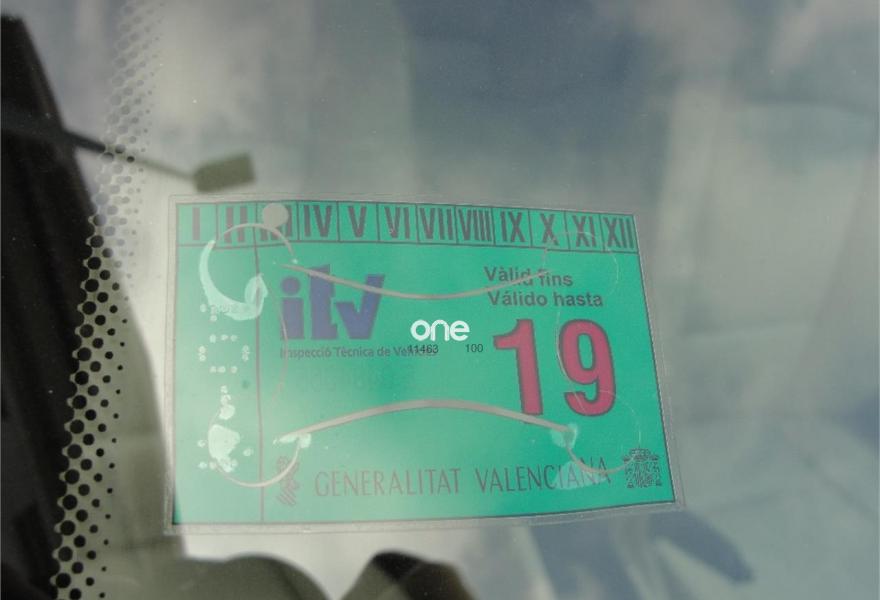 I II III IV V VI VII VIII IX X XI XII
itv
Vàlid fins
Válido hasta
one
11463 100
19
Inspecció Tècnica de Vehicles
GENERALITAT VALENCIANA